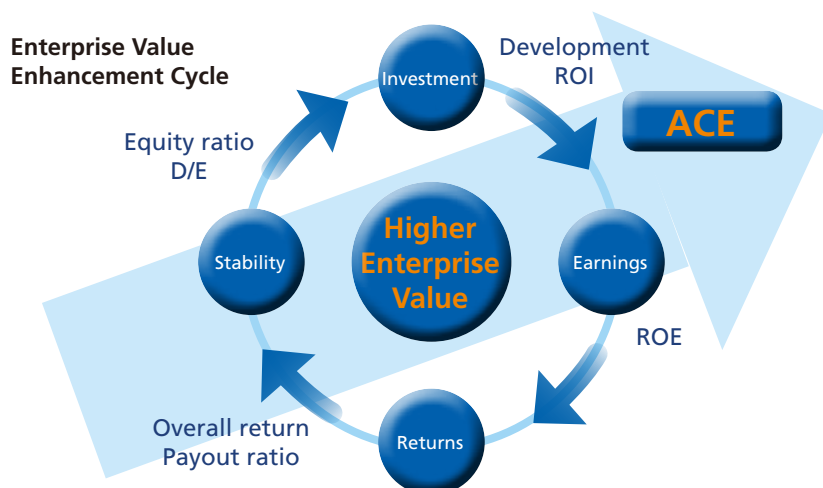 Enterprise Value
Enhancement Cycle
Investment
Development
ROI
ACE
Equity ratio
D/E
Stability
Higher
Enterprise
Value
Earnings
ROE
Overall return
Payout ratio
Returns